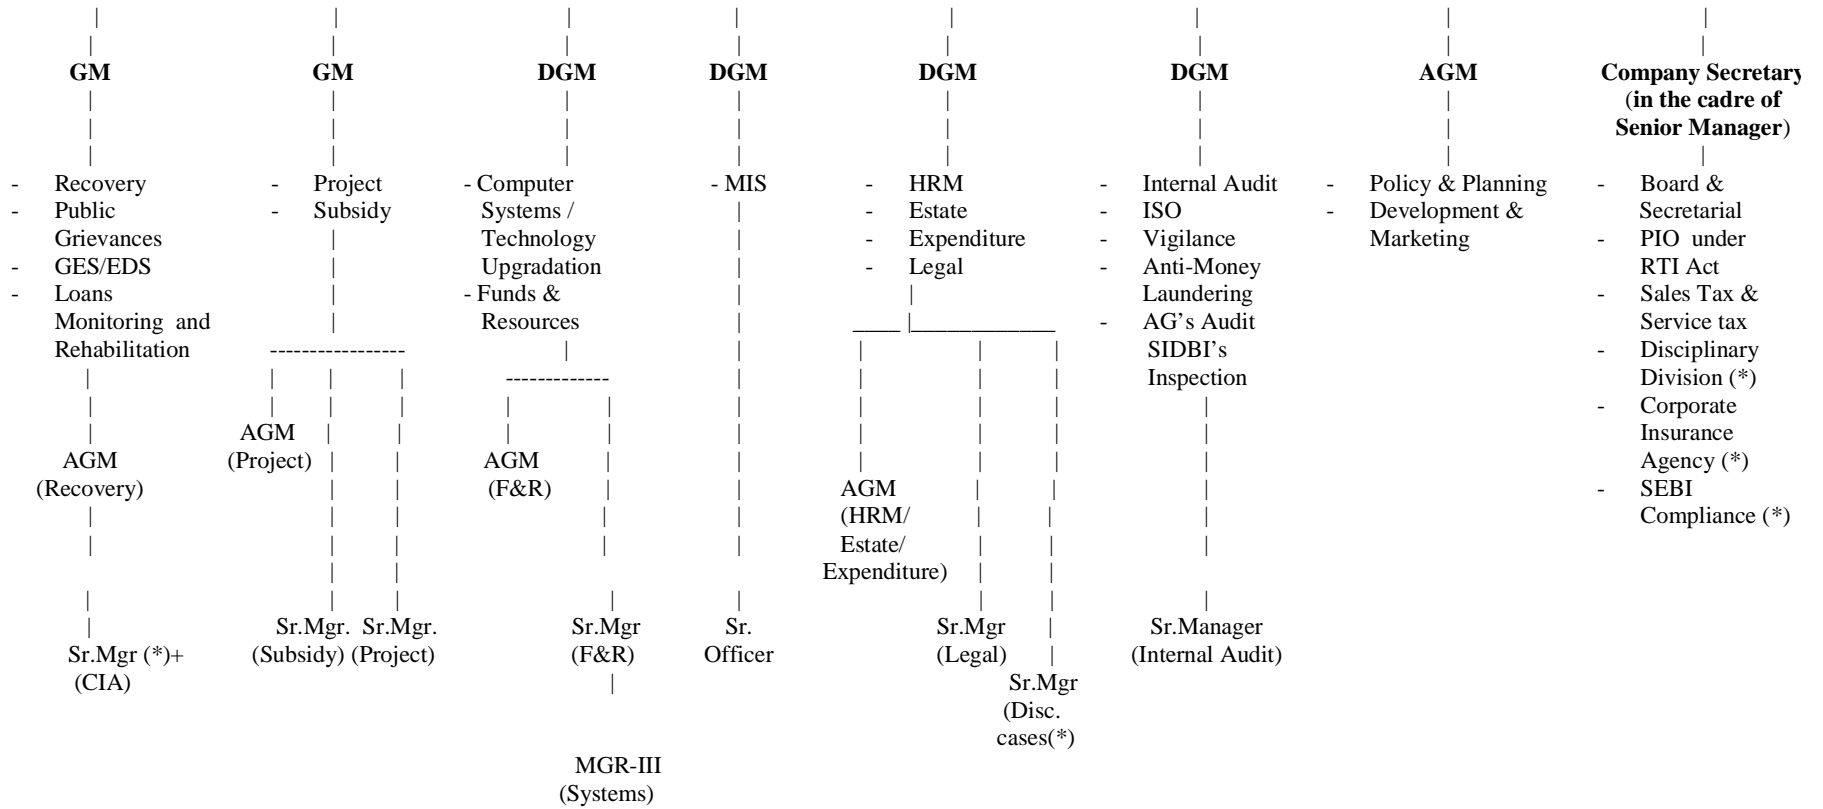 GM
GM
DGM
DGM
DGM
DGM
AGM
Company Secretary
(in the cadre of
Senior Manager)
- Recovery
- Public
Grievances
- GES/EDS
- Loans
Monitoring and
Rehabilitation
AGM
(Recovery)
Sr.Mgr (*)+
(CIA)
- Project
- Subsidy
AGM
(Project)
Sr.Mgr.
(Subsidy)
Sr.Mgr.
(Project)
- Computer
Systems /
Technology
Upgradation
- Funds &
Resources
AGM
(F&R)
Sr.Mgr
(F&R)
MGR-III
(Systems)
- MIS
Sr.
Officer
- HRM
- Estate
- Expenditure
- Legal
AGM
(HRM/
Estate/
Expenditure)
Sr.Mgr
(Legal)
Sr.Mgr
(Disc.
cases(*)
- Internal Audit
- ISO
- Vigilance
- Anti-Money
Laundering
- AG's Audit
SIDBI's
Inspection
Sr.Manager
(Internal Audit)
- Policy & Planning
- Development &
Marketing
- Board &
Secretarial
- PIO under
RTI Act
- Sales Tax &
Service tax
- Disciplinary
Division (*)
- Corporate
Insurance
Agency (*)
- SEBI
Compliance (*)